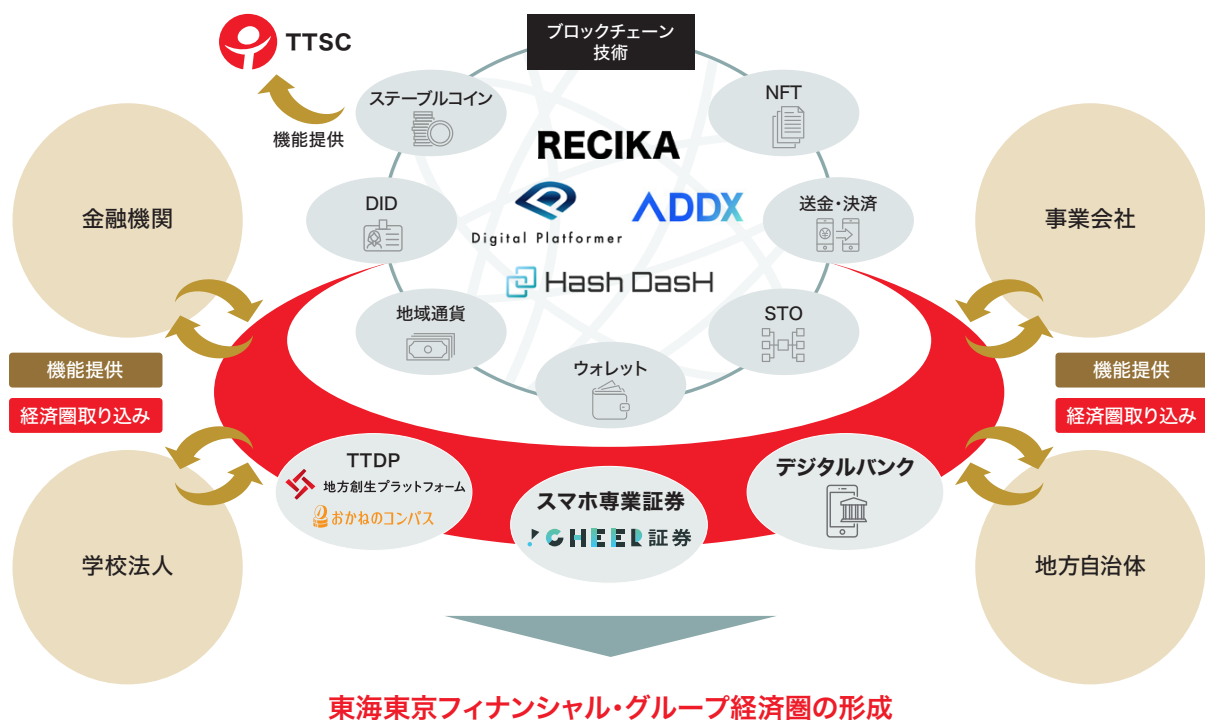 TTSC
ブロックチェーン
技術
ステーブルコイン
NFT
機能提供
RECIKA
DID
Digital Platformer
ADDX
送金・決済
金融機関
事業会社
Hash DasH
地域通貨
STO
ウォレット
機能提供
経済圏取り込み
機能提供
経済圏取り込み
TTDP
地方創生プラットフォーム
おかねのコンパス
スマホ専業証券
CHEER証券
デジタルバンク
学校法人
地方自治体
東海東京フィナンシャル・グループ経済圏の形成